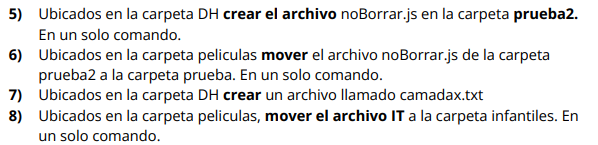 5) Ubicados en la carpeta DH crear el archivo noBorrar.js en la carpeta prueba2.
En un solo comando.
6) Ubicados en la carpeta peliculas mover el archivo noBorrar.js de la carpeta
prueba2 a la carpeta prueba. En un solo comando.
7) Ubicados en la carpeta DH crear un archivo llamado camadax.txt
8) Ubicados en la carpeta peliculas, mover el archivo IT a la carpeta infantiles. En
un solo comando.